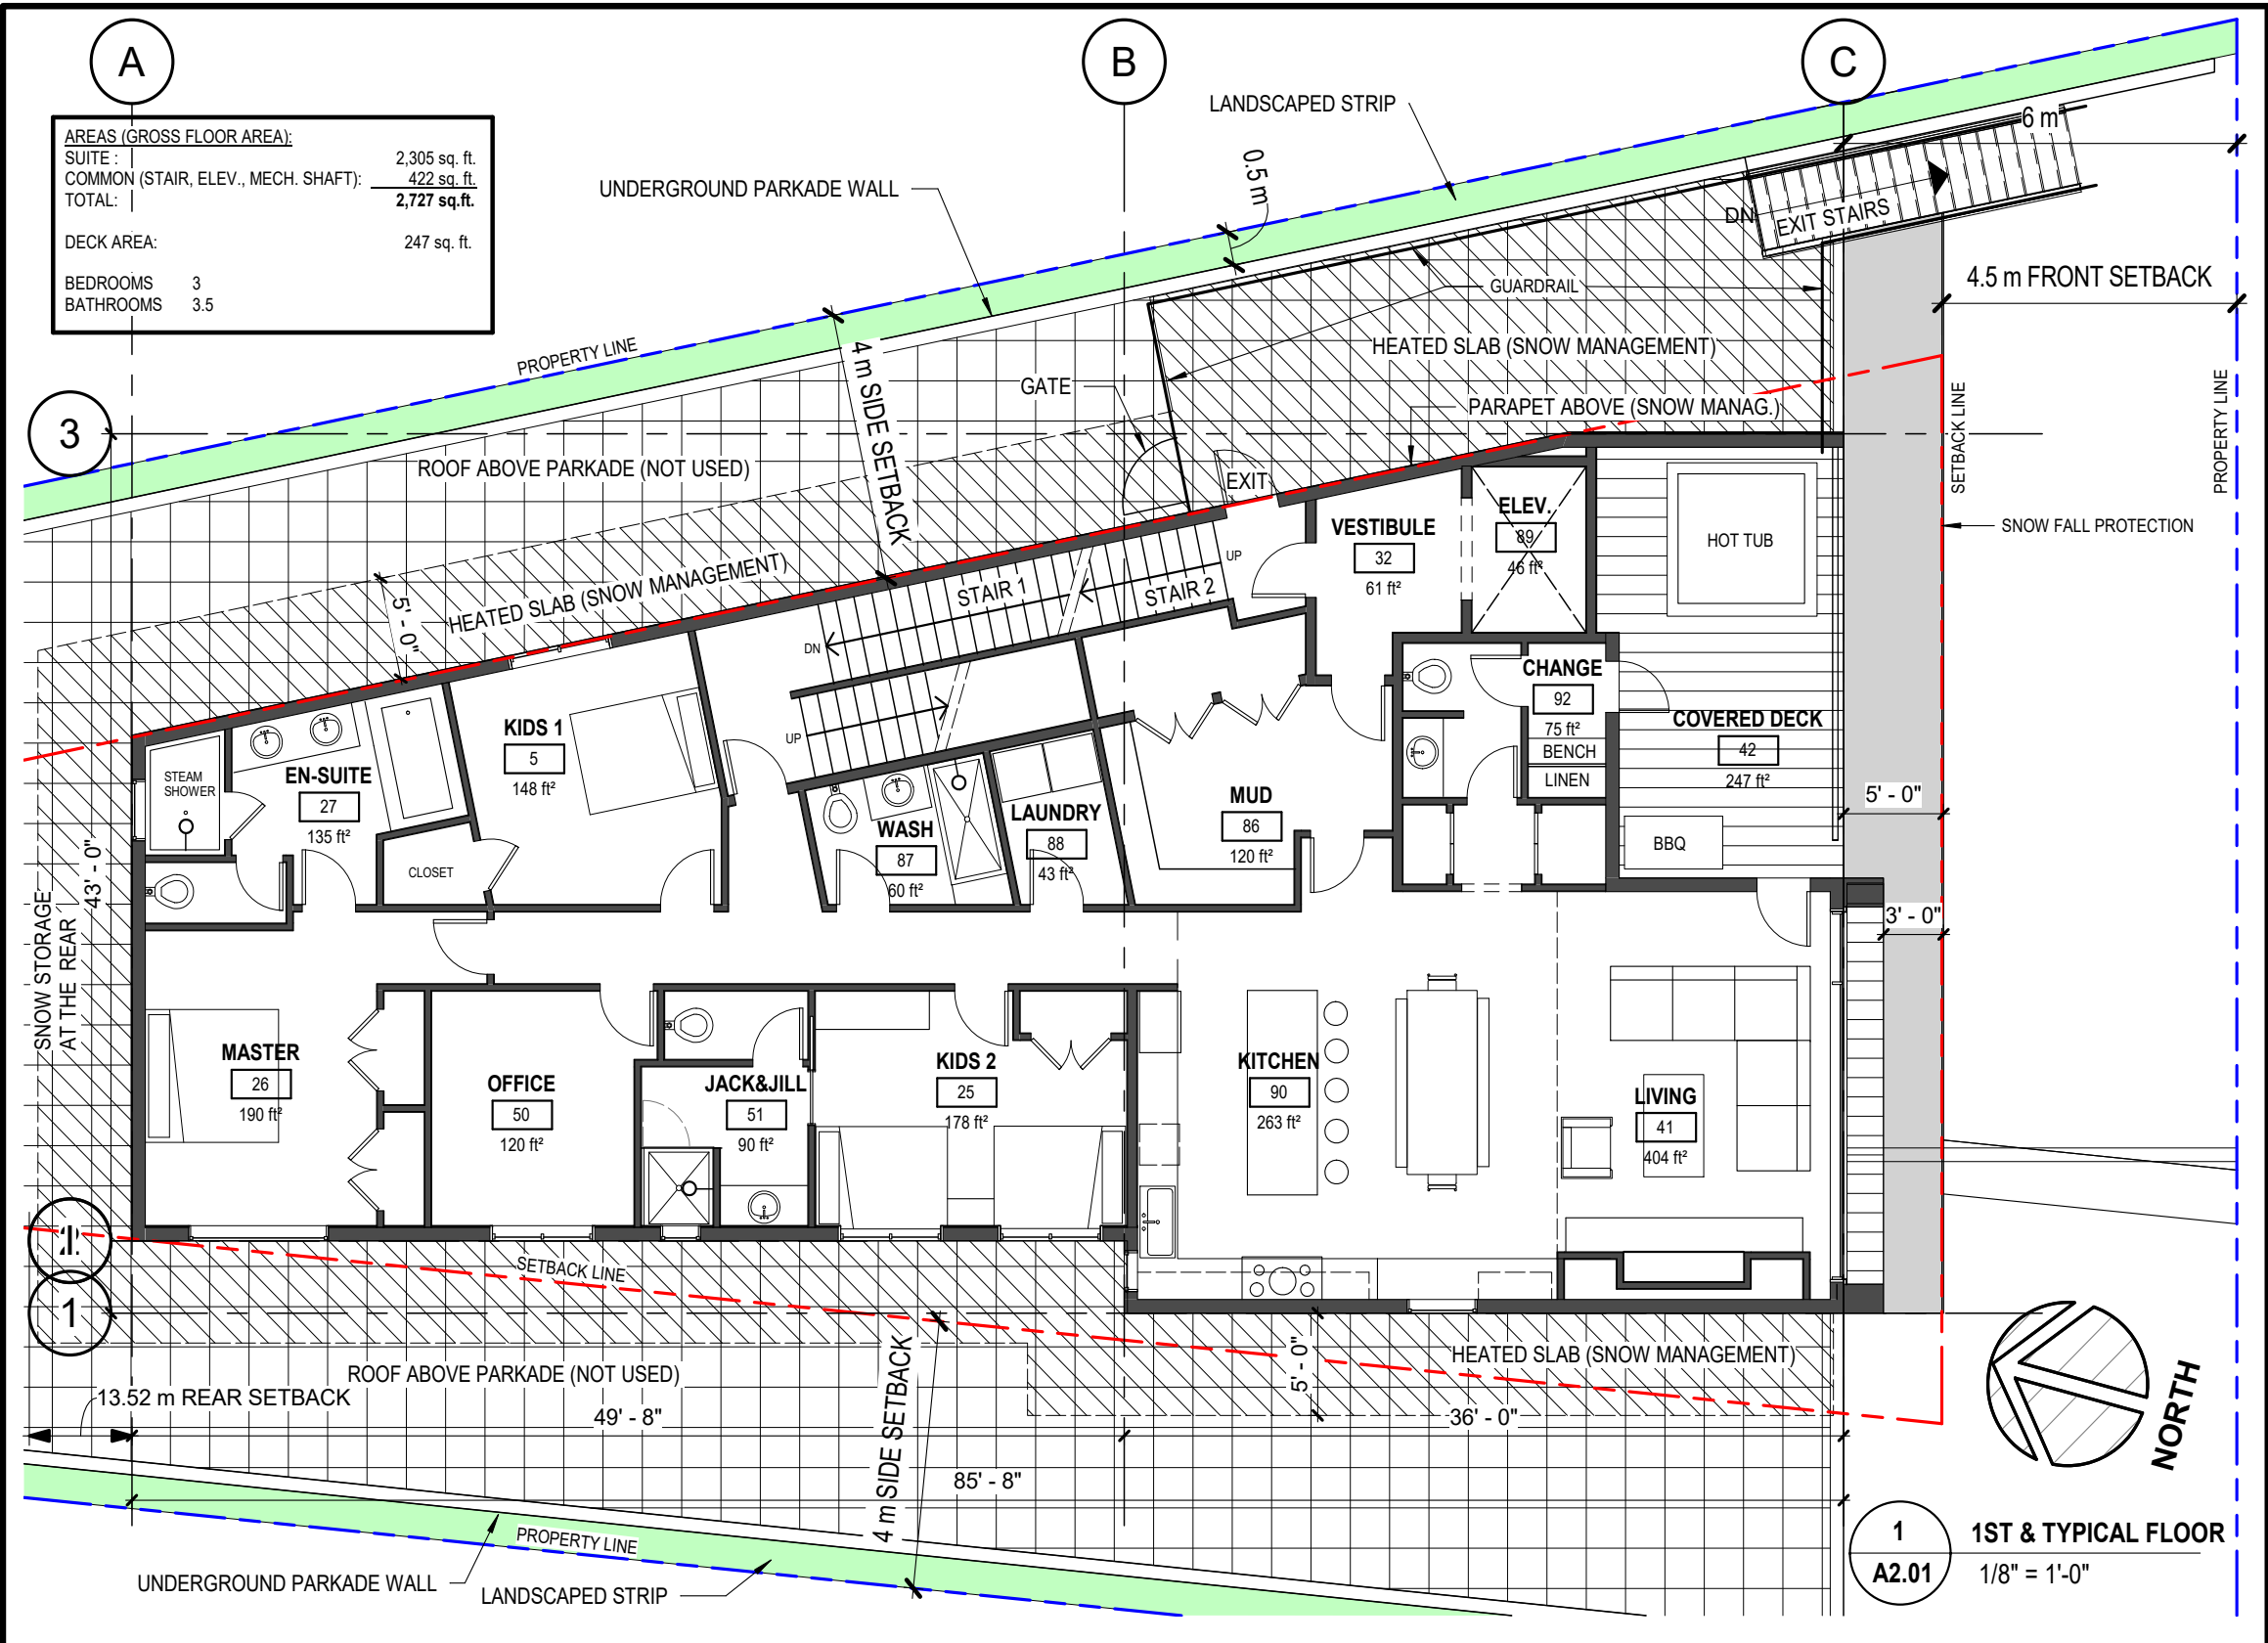 A
B
C
AREAS (GROSS FLOOR AREA):
SUITE : 2,305 sq. ft.
COMMON (STAIR, ELEV., MECH. SHAFT): 422 sq. ft.
TOTAL: 2,727 sq.ft.
DECK AREA: 247 sq. ft.
BEDROOMS 3
BATHROOMS 3.5
LANDSCAPED STRIP
6 m
0.5 m
UNDERGROUND PARKADE WALL
DN
EXIT STAIRS
4.5 m FRONT SETBACK
GUARDRAIL
PROPERTY LINE
4 m SIDE SETBACK
HEATED SLAB (SNOW MANAGEMENT)
GATE
PARAPET ABOVE (SNOW MANAG.)
SETBACK LINE
PROPERTY LINE
3
ROOF ABOVE PARKADE (NOT USED)
EXIT
ELEV.
89
46 ft²
VESTIBULE
32
61 ft²
HOT TUB
SNOW FALL PROTECTION
UP
STAIR 1
STAIR 2
HEATED SLAB (SNOW MANAGEMENT)
5' - 0"
DN
UP
CHANGE
92
75 ft²
BENCH
LINEN
COVERED DECK
42
247 ft²
KIDS 1
5
148 ft²
STEAM
SHOWER
EN-SUITE
27
135 ft²
5' - 0"
MUD
86
120 ft²
LAUNDRY
88
43 ft²
WASH
87
60 ft²
BBQ
CLOSET
43' - 0"
3' - 0"
SNOW STORAGE
AT THE REAR
MASTER
26
190 ft²
OFFICE
50
120 ft²
JACK&JILL
51
90 ft²
KIDS 2
25
178 ft²
KITCHEN
90
263 ft²
LIVING
41
404 ft²
SETBACK LINE
1
5' - 0"
HEATED SLAB (SNOW MANAGEMENT)
ROOF ABOVE PARKADE (NOT USED)
13.52 m REAR SETBACK
49' - 8"
4 m SIDE SETBACK
36' - 0"
NORTH
85' - 8"
PROPERTY LINE
UNDERGROUND PARKADE WALL
LANDSCAPED STRIP
1
A2.01
1ST & TYPICAL FLOOR
1/8" = 1'-0"